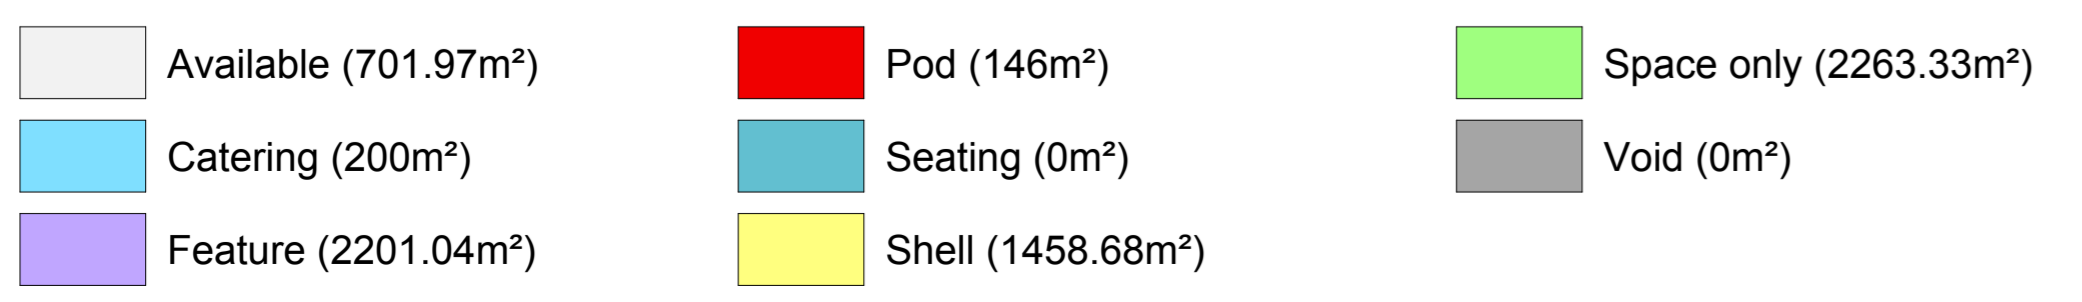 Available (701.97m²)
Catering (200m²)
Feature (2201.04m²)
Pod (146m²)
Seating (0m²)
Shell (1458.68m²)
Space only (2263.33m²)
Void (0m²)